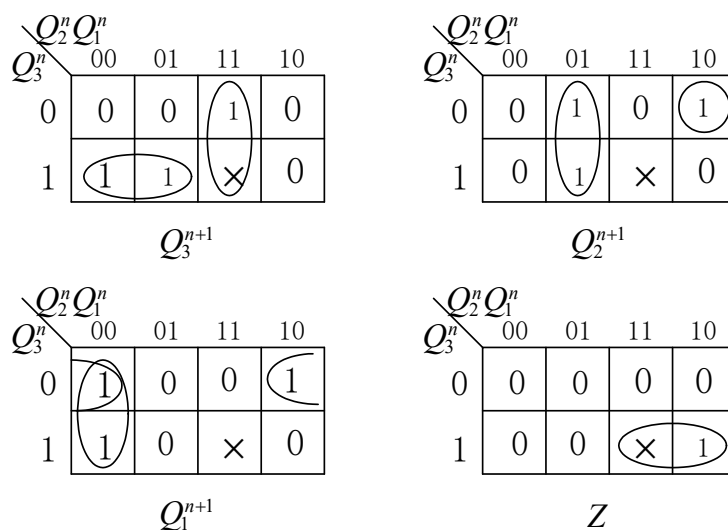 Q₂ⁿQ₁ⁿ
Q₃ⁿ 00 01 11 10
0 0 0 1 0
1 1 1 × 0
Q₃ⁿ⁺¹
Q₂ⁿQ₁ⁿ
Q₃ⁿ 00 01 11 10
0 0 1 0 1
1 0 1 × 0
Q₂ⁿ⁺¹
Q₂ⁿQ₁ⁿ
Q₃ⁿ 00 01 11 10
0 1 0 0 1
1 1 0 × 0
Q₁ⁿ⁺¹
Q₂ⁿQ₁ⁿ
Q₃ⁿ 00 01 11 10
0 0 0 0 0
1 0 0 × 1
Z